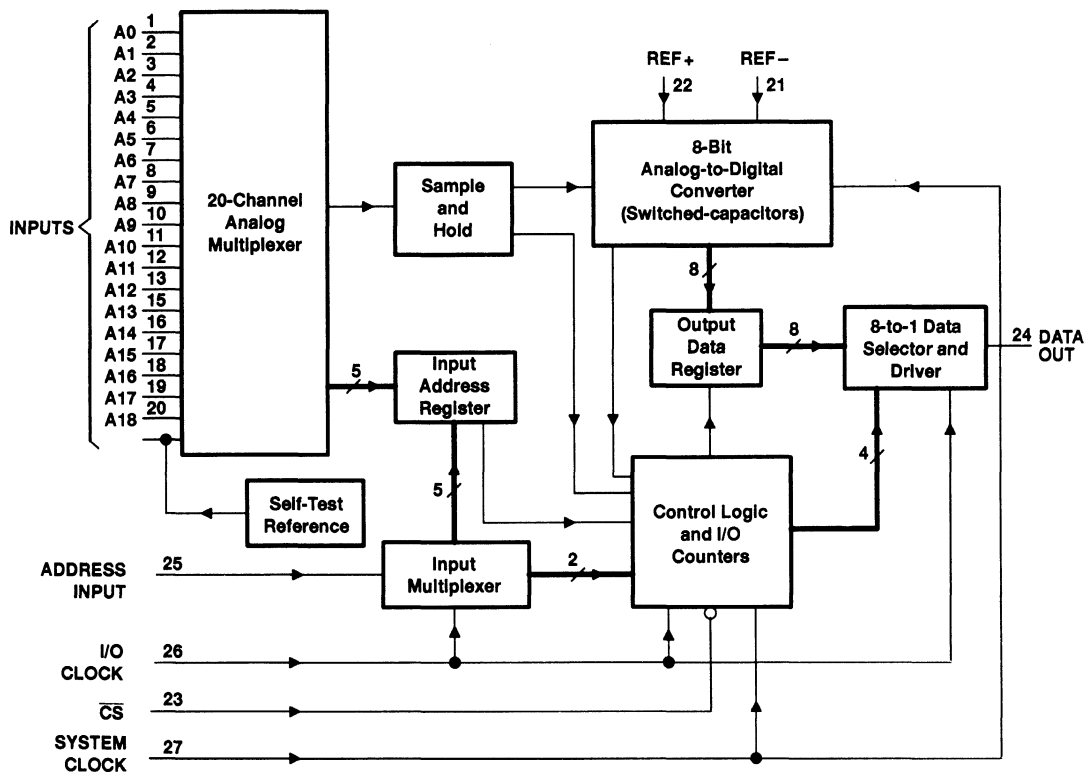 INPUTS
A0 1
A1 2
A2 3
A3 4
A4 5
A5 6
A6 7
A7 8
A8 9
A9 10
A10 11
A11 12
A12 13
A13 15
A14 16
A15 17
A16 18
A17 19
A18 20
20-Channel
Analog
Multiplexer
Sample
and
Hold
REF+
22
REF−
21
8-Bit
Analog-to-Digital
Converter
(Switched-capacitors)
8
Output
Data
Register
8
8-to-1 Data
Selector and
Driver
24 DATA
OUT
5
Input
Address
Register
5
4
Self-Test
Reference
Control Logic
and I/O
Counters
ADDRESS
INPUT
25
Input
Multiplexer
2
I/O
CLOCK
26
C̅S̅
23
SYSTEM
CLOCK
27